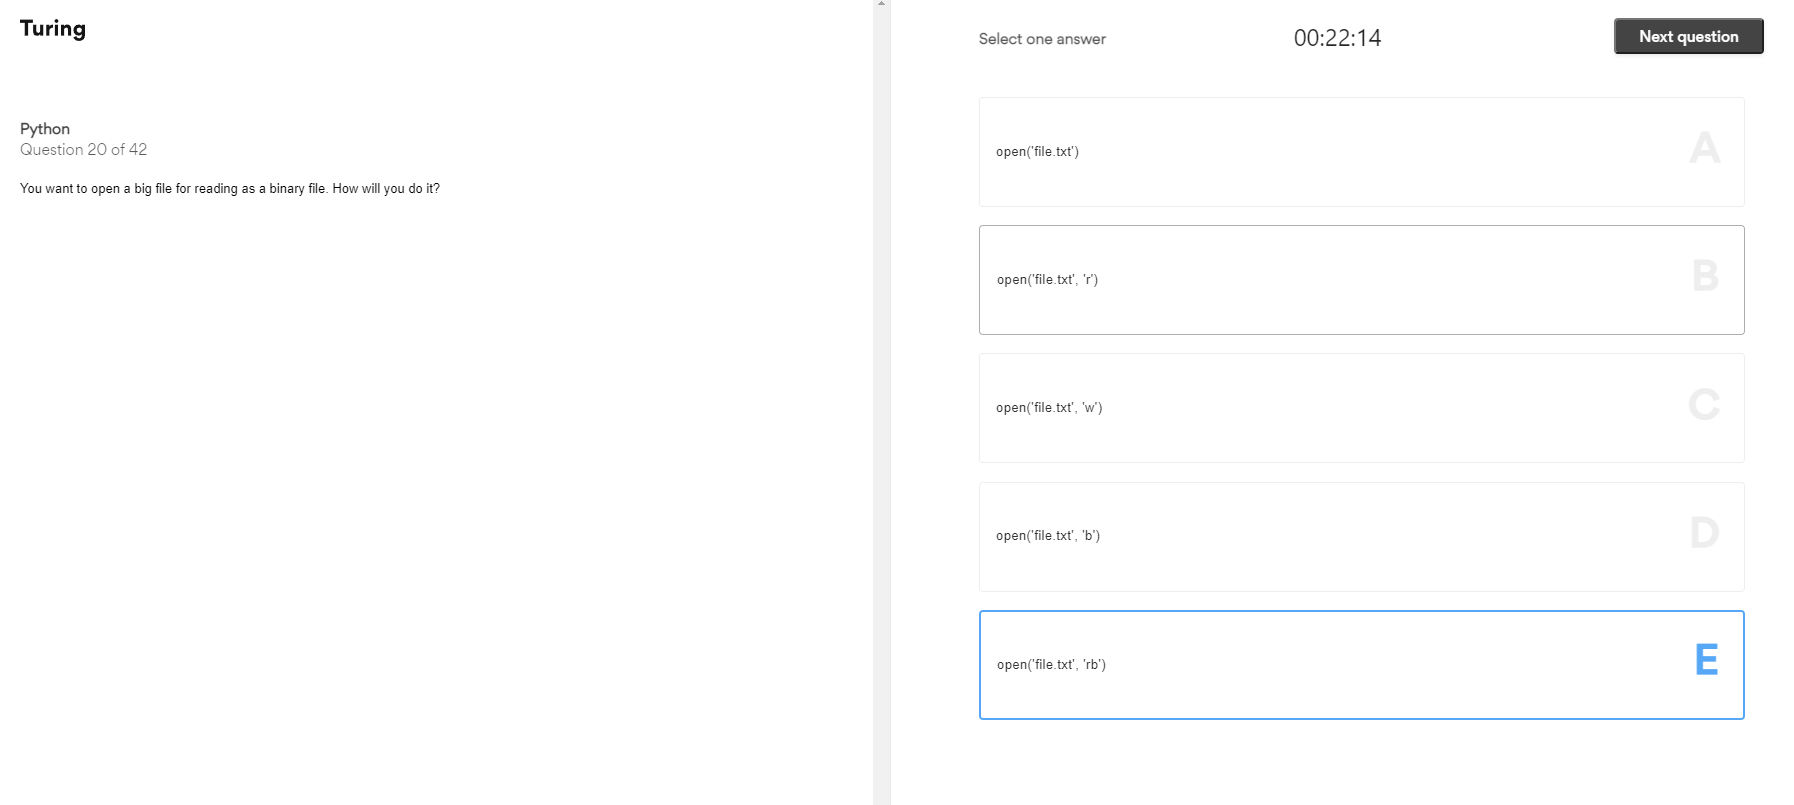 Turing
Python
Question 20 of 42
You want to open a big file for reading as a binary file. How will you do it?
Select one answer
00:22:14
Next question
open('file.txt')
A
open('file.txt', 'r')
B
open('file.txt', 'w')
C
open('file.txt', 'b')
D
open('file.txt', 'rb')
E